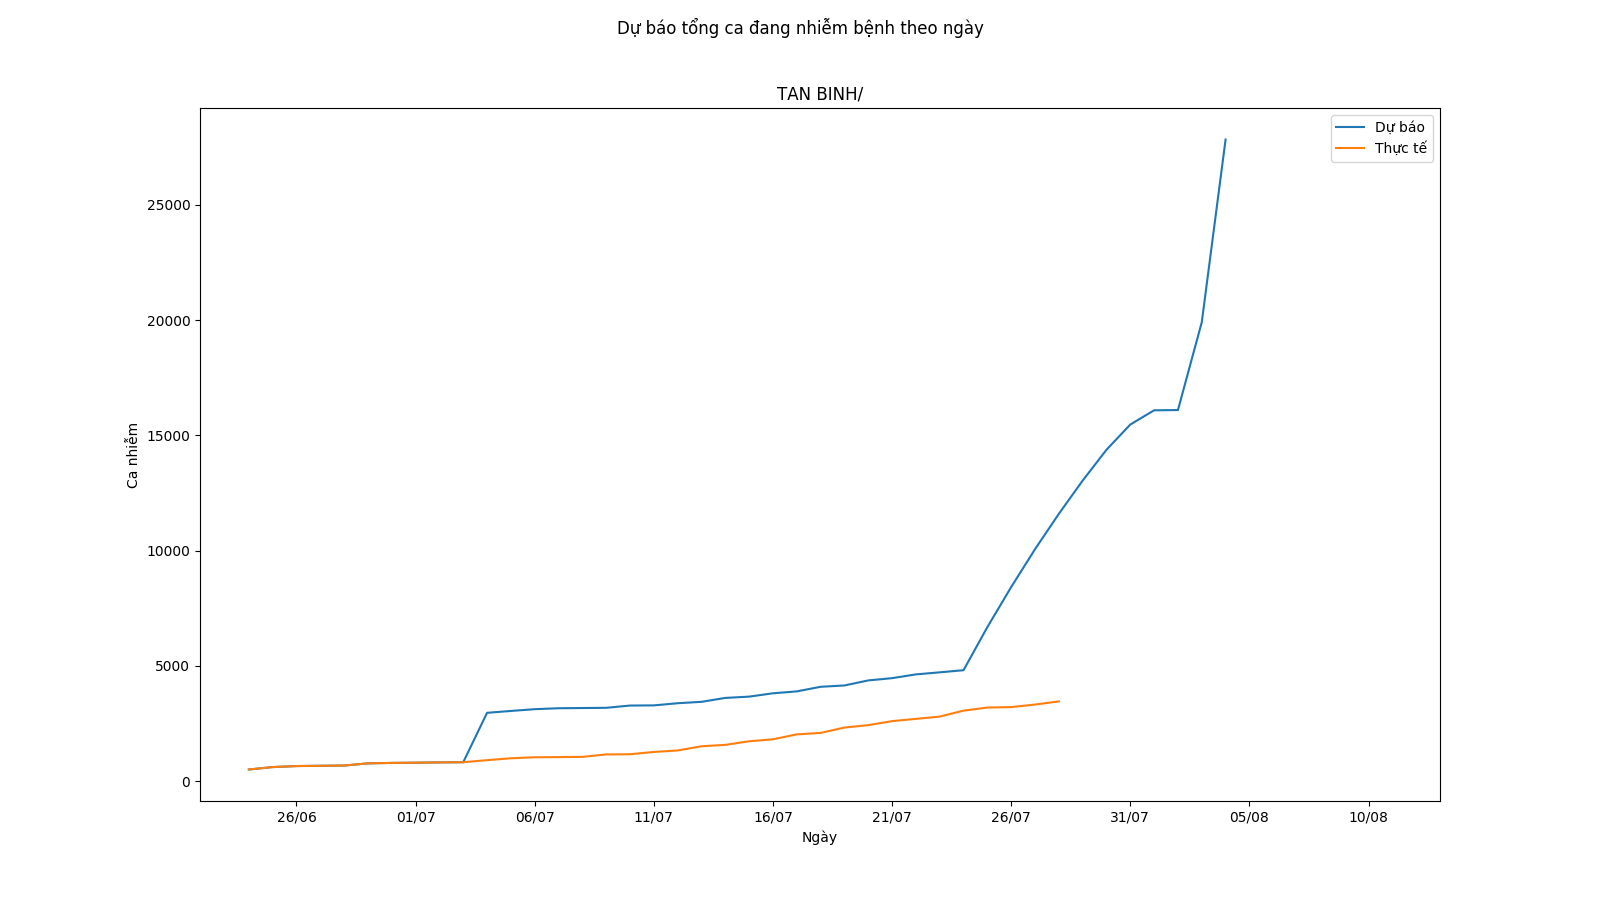 Dự báo tổng ca đang nhiễm bệnh theo ngày
TAN BINH/
Dự báo
Thực tế
25000
20000
15000
10000
5000
0
Ca nhiễm
26/06 01/07 06/07 11/07 16/07 21/07 26/07 31/07 05/08 10/08
Ngày